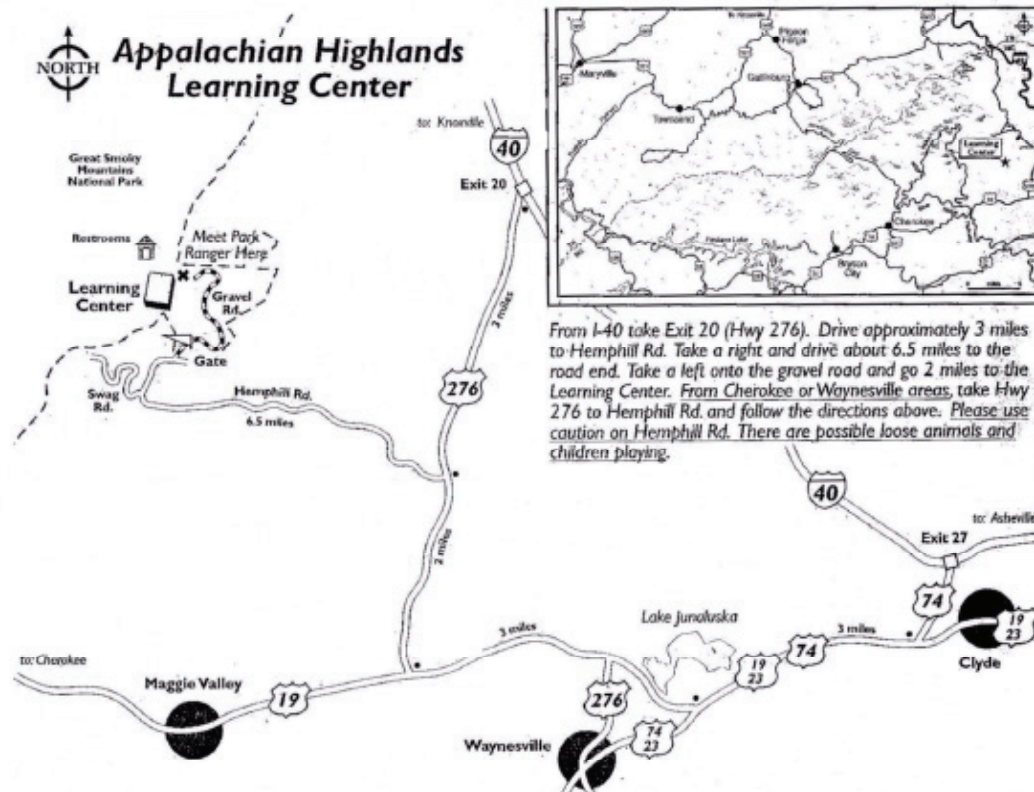 NORTH
Appalachian Highlands
Learning Center
to: Knoxville
40
Exit 20
Great Smoky
Mountains
National Park
Restrooms
Meet Park
Ranger Here
Learning
Center
Gravel
Rd.
Gate
Swag
Rd.
Hemphill Rd.
6.5 miles
3 miles
276
2 miles
Maryville
Pigeon
Forge
Gatlinburg
Townsend
Learning
Center
Cherokee
Bryson
City
Fontana Lake
From I-40 take Exit 20 (Hwy 276). Drive approximately 3 miles
to Hemphill Rd. Take a right and drive about 6.5 miles to the
road end. Take a left onto the gravel road and go 2 miles to the
Learning Center. From Cherokee or Waynesville areas, take Hwy
276 to Hemphill Rd. and follow the directions above. Please use
caution on Hemphill Rd. There are possible loose animals and
children playing.
40
to: Asheville
Exit 27
74
19
23
Clyde
Lake Junaluska
3 miles
74
19
23
3 miles
276
74
23
Waynesville
to: Cherokee
Maggie Valley
19